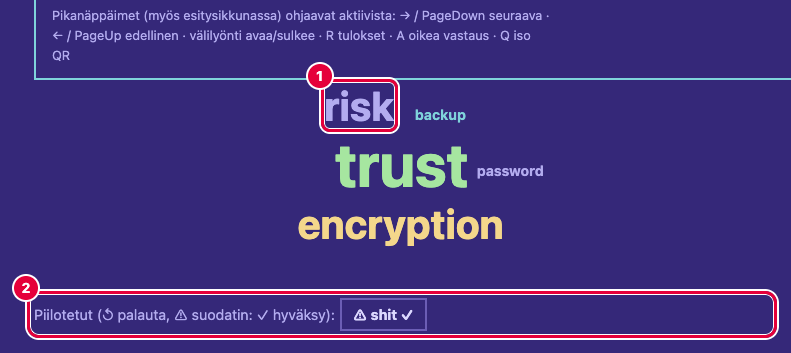 Pikanäppäimet (myös esitysikkunassa) ohjaavat aktiivista: → / PageDown seuraava ·
← / PageUp edellinen · välilyönti avaa/sulkee · R tulokset · A oikea vastaus · Q iso
QR
1
risk
backup
trust
password
encryption
2
Piilotetut (↺ palauta, ⚠ suodatin: ✓ hyväksy): ⚠ shit ✓